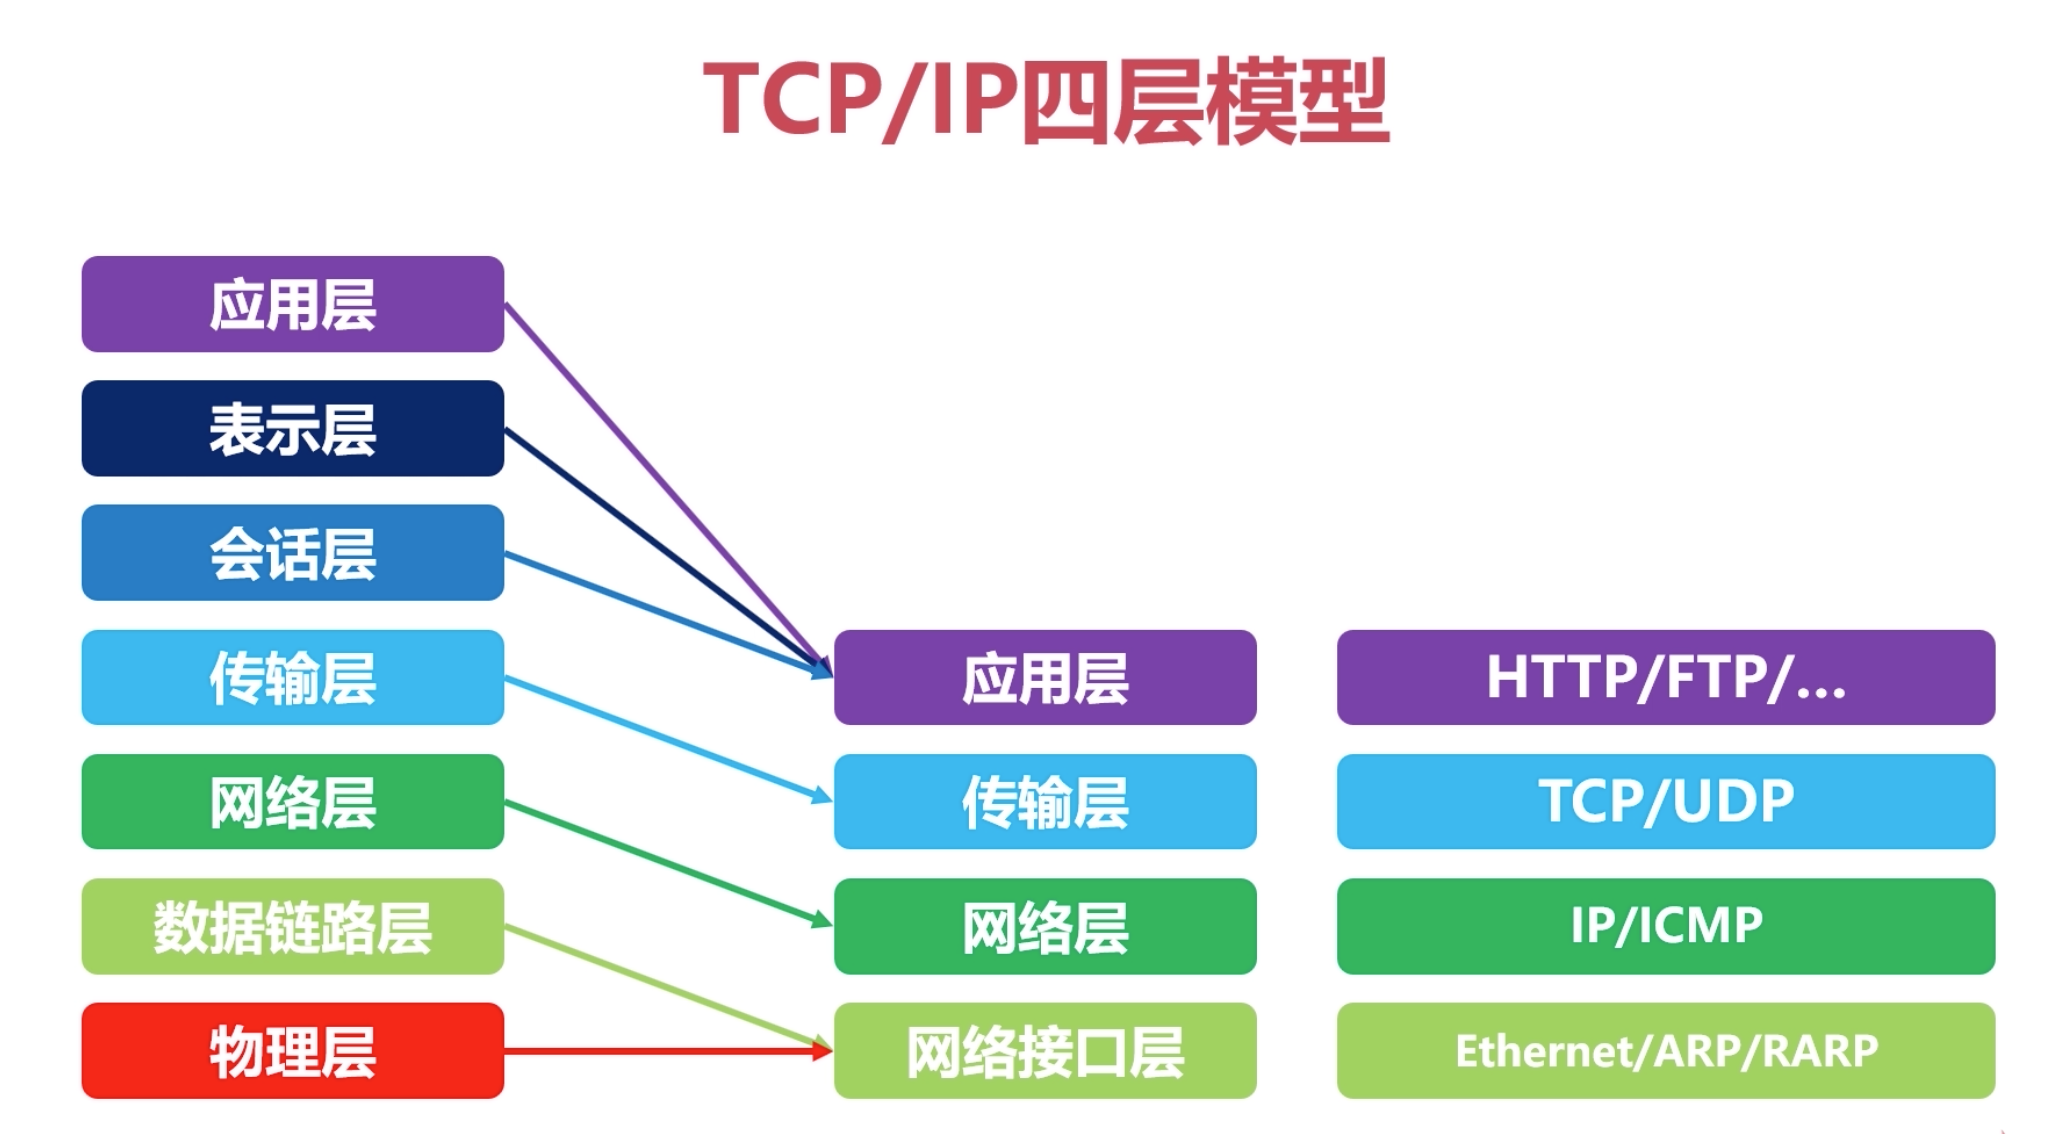 TCP/IP四层模型
应用层
表示层
会话层
传输层
网络层
数据链路层
物理层
应用层
传输层
网络层
网络接口层
HTTP/FTP/...
TCP/UDP
IP/ICMP
Ethernet/ARP/RARP